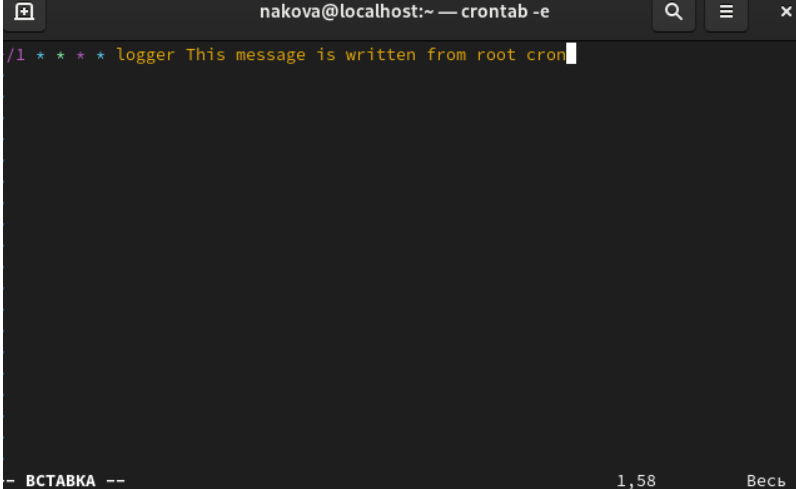 nakova@localhost:~ — crontab -e
/1 * * * * logger This message is written from root cron
-- ВСТАВКА --
1,58
Весь